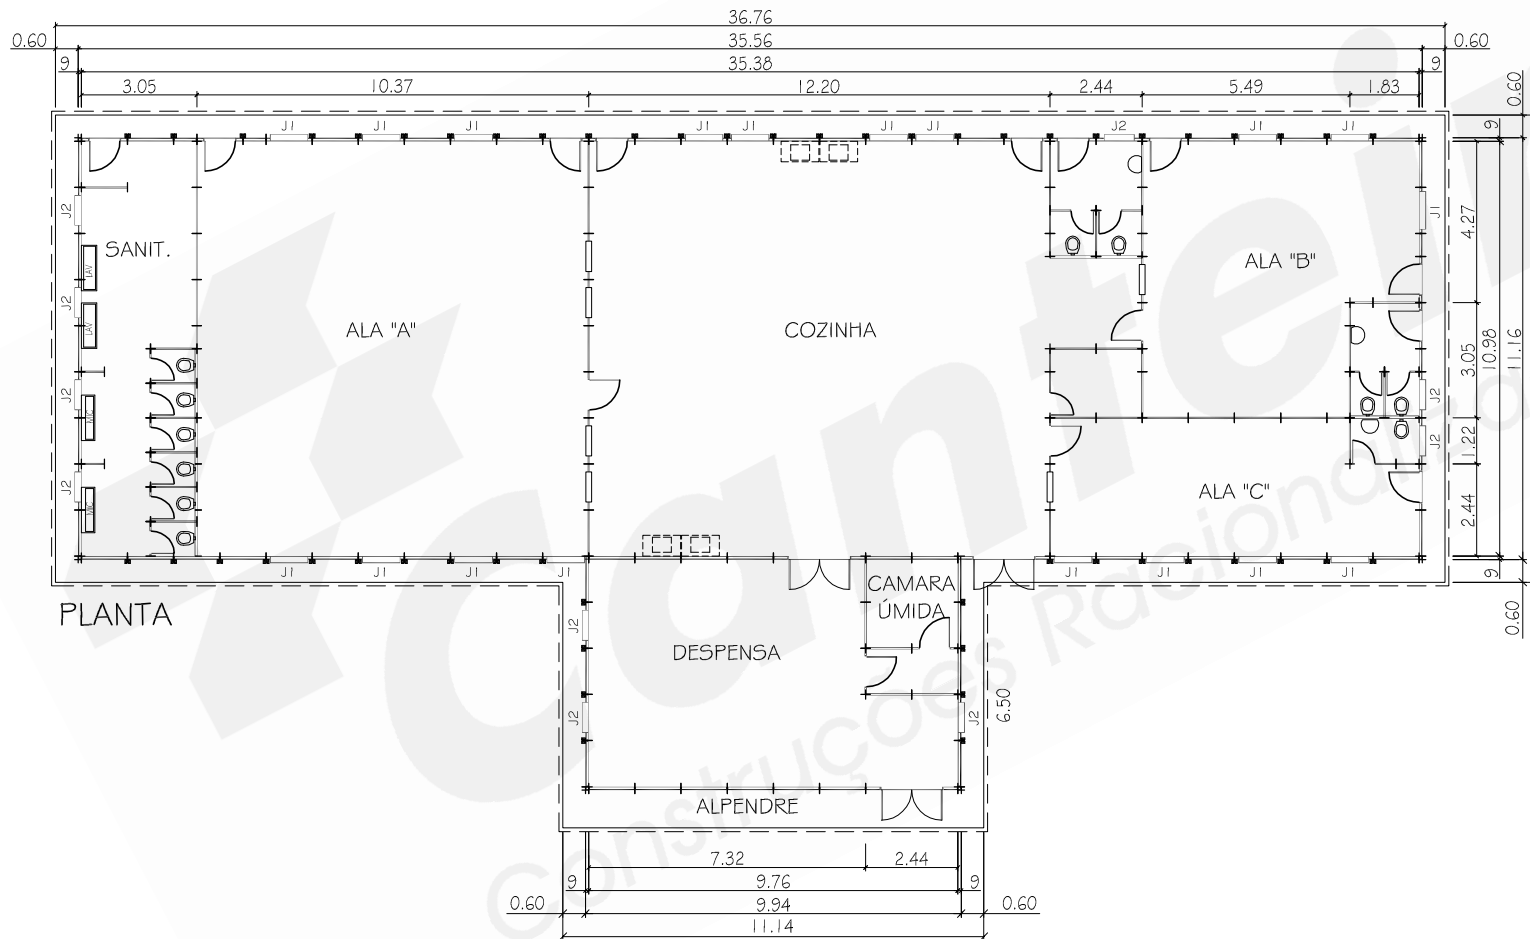 36.76
0.60 35.56 0.60
9 35.38 9
3.05 10.37 12.20 2.44 5.49 1.83
0.60
J1 J1 J1 J1 J1 J1 J1 J2 J1 J1
9
J2
SANIT.
LAV
J2
LAV
J2
MIC
J2
MIC
ALA "A"
COZINHA
ALA "B"
J1
4.27
3.05
10.98
11.16
J2
J2
1.22
ALA "C"
2.44
J1 J1 J1 J1 J1 J1 J1 J1
9
0.60
PLANTA
CAMARA
ÚMIDA
J2
DESPENSA
J2
J2
6.50
ALPENDRE
7.32 2.44
9 9.76 9
0.60 9.94 0.60
11.14
Cantei
Construções Racionaliza